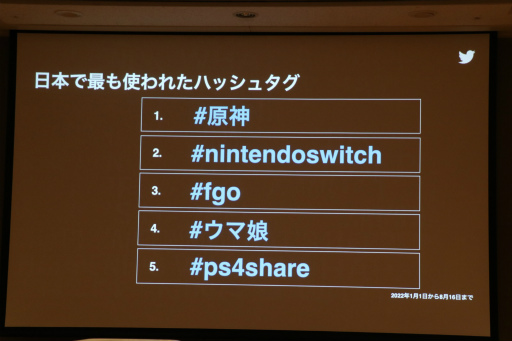 日本で最も使われたハッシュタグ
1. #原神
2. #nintendoswitch
3. #fgo
4. #ウマ娘
5. #ps4share
2022年1月1日から8月16日まで